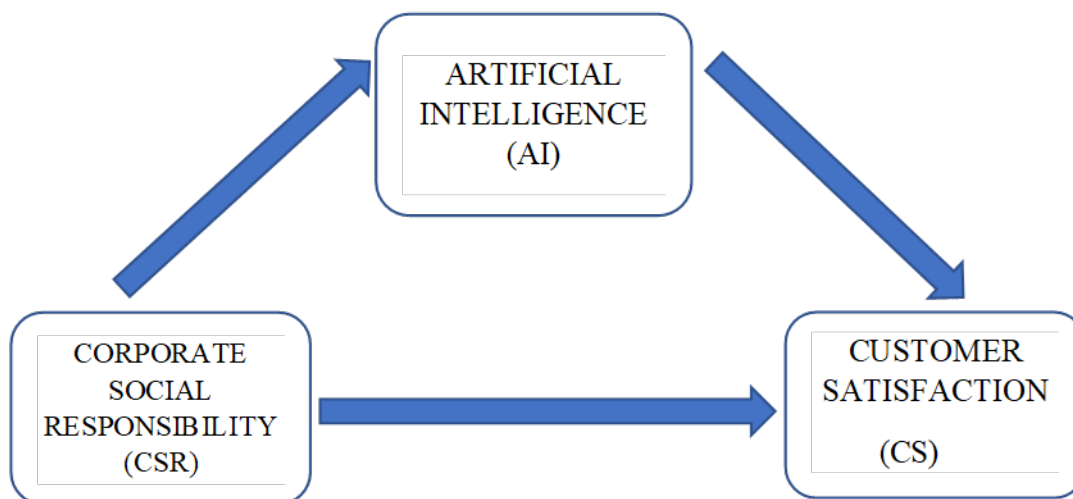 ARTIFICIAL
INTELLIGENCE
(AI)
CORPORATE
SOCIAL
RESPONSIBILITY
(CSR)
CUSTOMER
SATISFACTION
(CS)